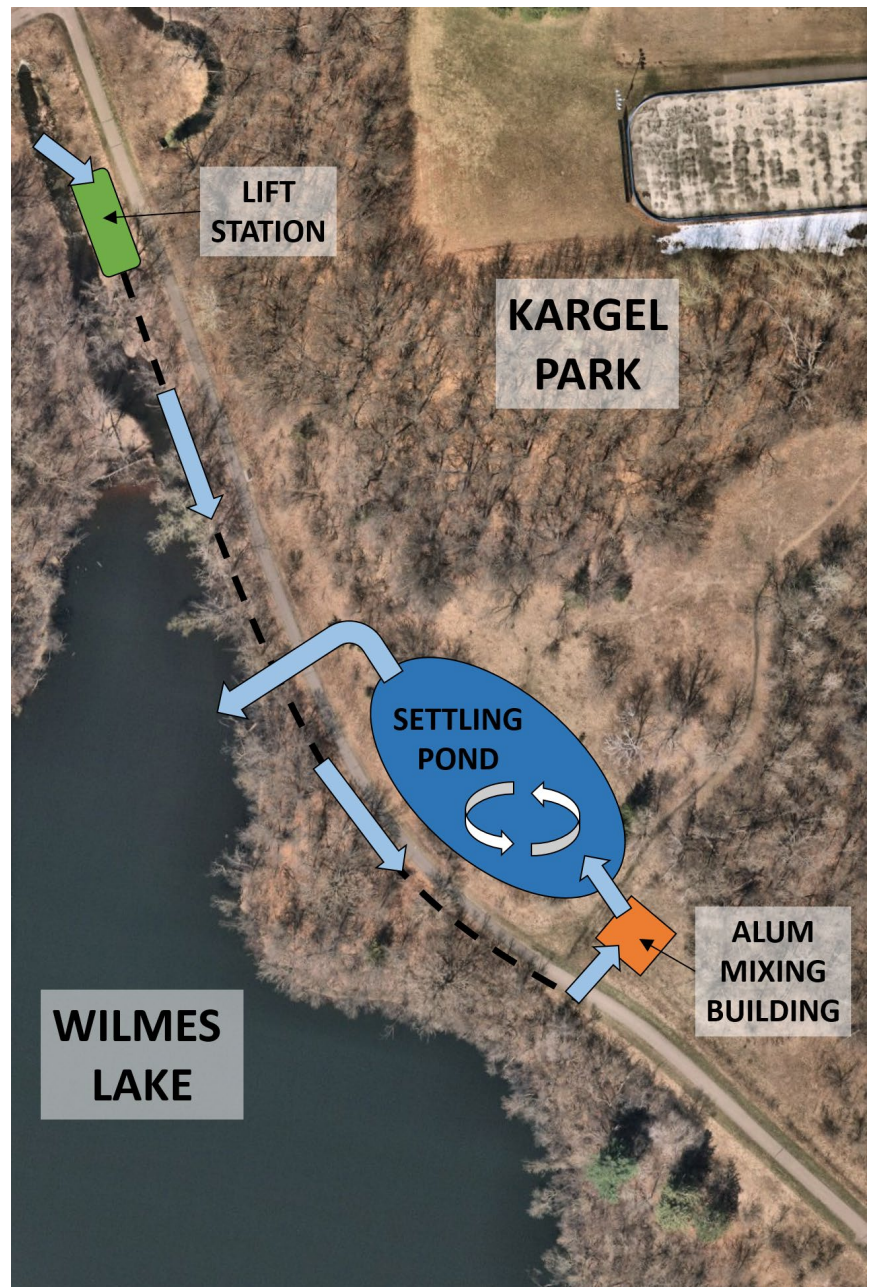 LIFT
STATION
KARGEL
PARK
SETTLING
POND
ALUM
MIXING
BUILDING
WILMES
LAKE